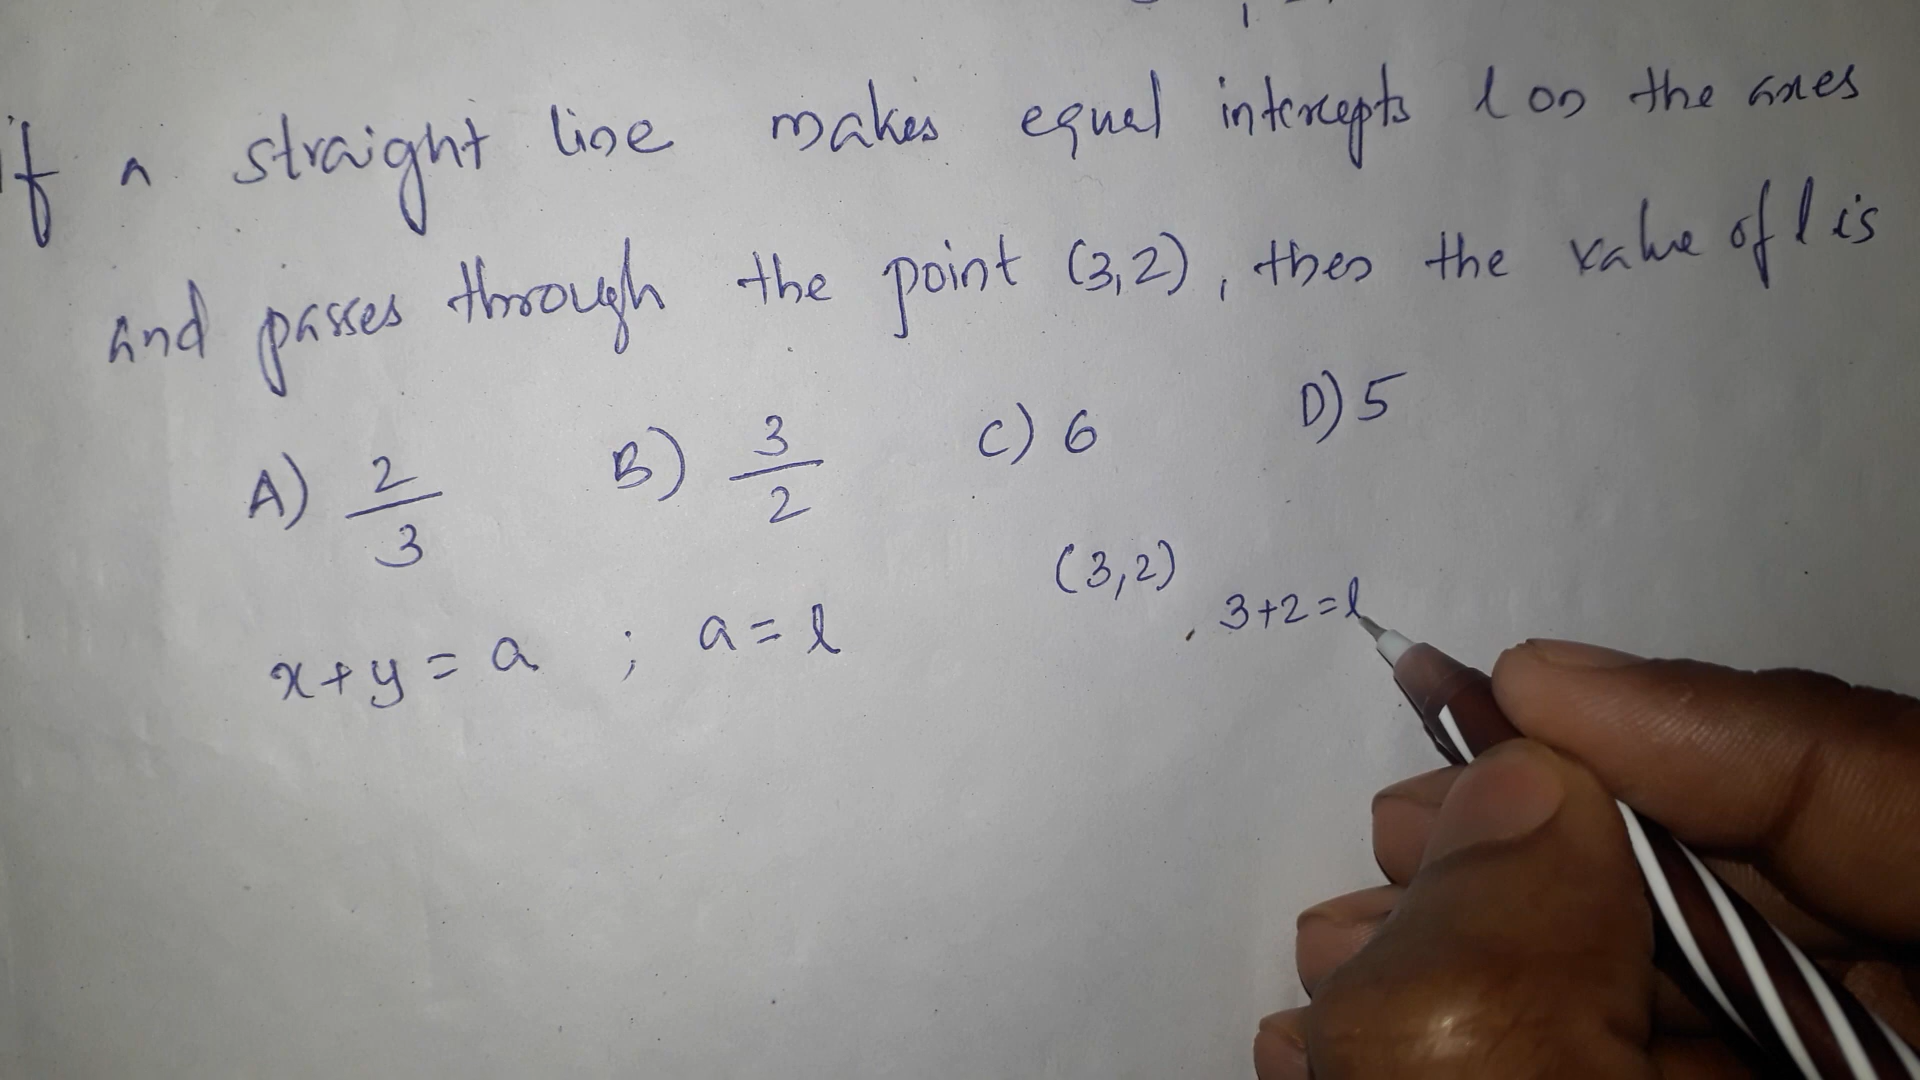 If a straight line makes equal intercepts l on the axes
and passes through the point (3,2), then the value of l is
A) 2/3 B) 3/2 C) 6 D) 5
(3,2)
x+y=a ; a=l 3+2=l